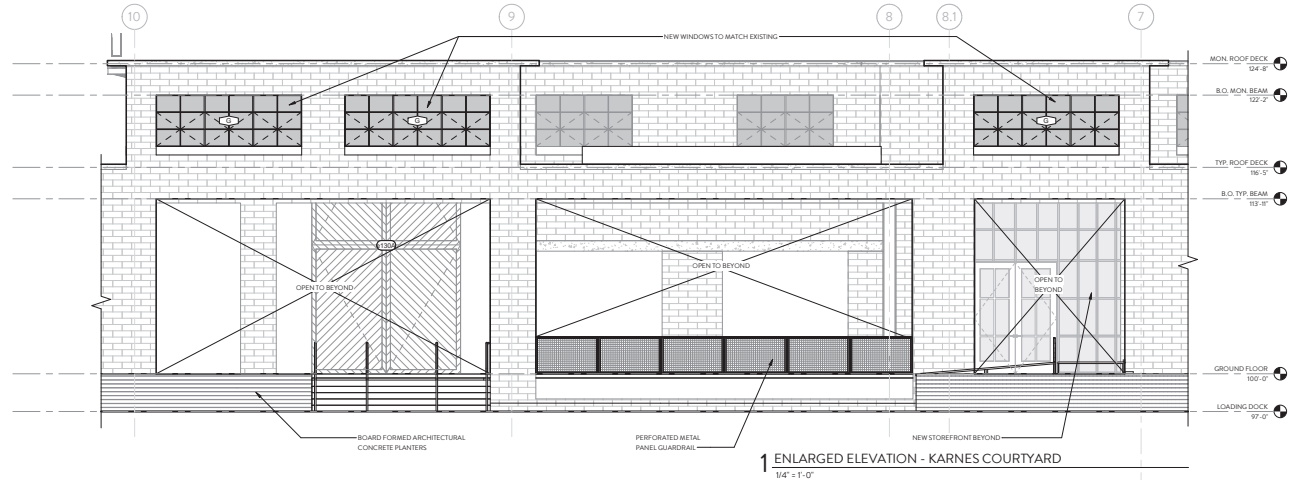 10
9
8
8.1
7
NEW WINDOWS TO MATCH EXISTING
MON. ROOF DECK
124'-8"
B.O. MON. BEAM
122'-2"
G
G
G
TYP. ROOF DECK
116'-5"
B.O. TYP. BEAM
113'-11"
s130A
OPEN TO BEYOND
OPEN TO BEYOND
OPEN TO
BEYOND
GROUND FLOOR
100'-0"
LOADING DOCK
97'-0"
BOARD FORMED ARCHITECTURAL
CONCRETE PLANTERS
PERFORATED METAL
PANEL GUARDRAIL
NEW STOREFRONT BEYOND
1 ENLARGED ELEVATION - KARNES COURTYARD
1/4" = 1'-0"